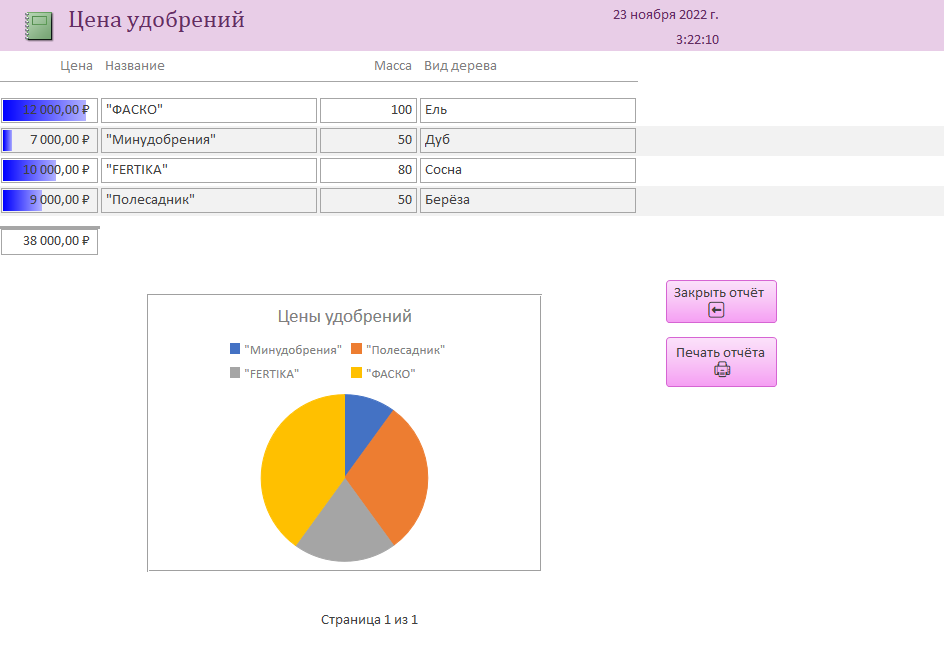 Цена удобрений
23 ноября 2022 г.
3:22:10
Цена Название Масса Вид дерева
12 000,00 ₽ "ФАСКО" 100 Ель
7 000,00 ₽ "Минудобрения" 50 Дуб
10 000,00 ₽ "FERTIKA" 80 Сосна
9 000,00 ₽ "Полесадник" 50 Берёза
38 000,00 ₽
Закрыть отчёт
Печать отчёта
Цены удобрений
"Минудобрения" "Полесадник"
"FERTIKA" "ФАСКО"
Страница 1 из 1